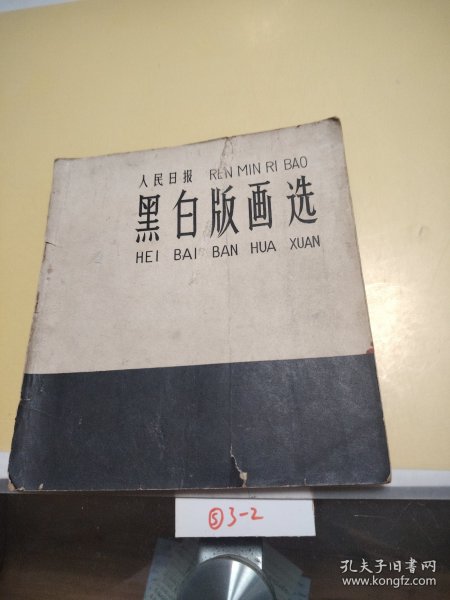 人民日报 REN MIN RI BAO
黑白版画选
HEI BAI BAN HUA XUAN
⑤3-2
孔夫子旧书网
www.kongfz.com